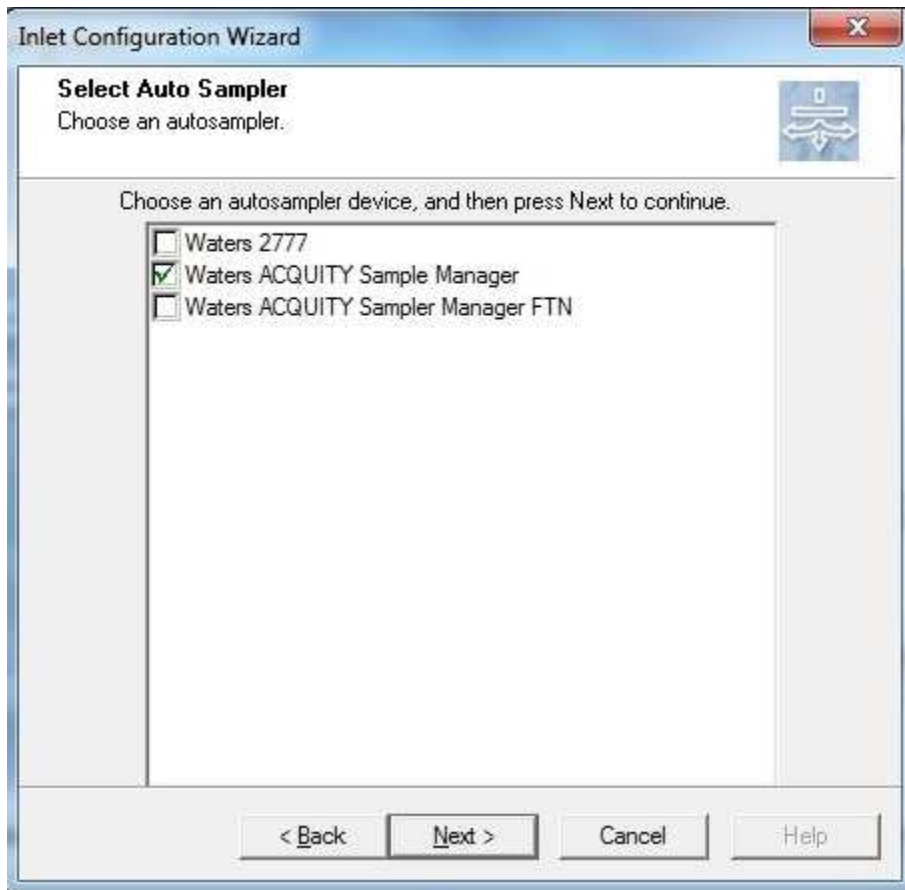 Inlet Configuration Wizard
Select Auto Sampler
Choose an autosampler.
Choose an autosampler device, and then press Next to continue.
Waters 2777
Waters ACQUITY Sample Manager
Waters ACQUITY Sampler Manager FTN
< Back
Next >
Cancel
Help